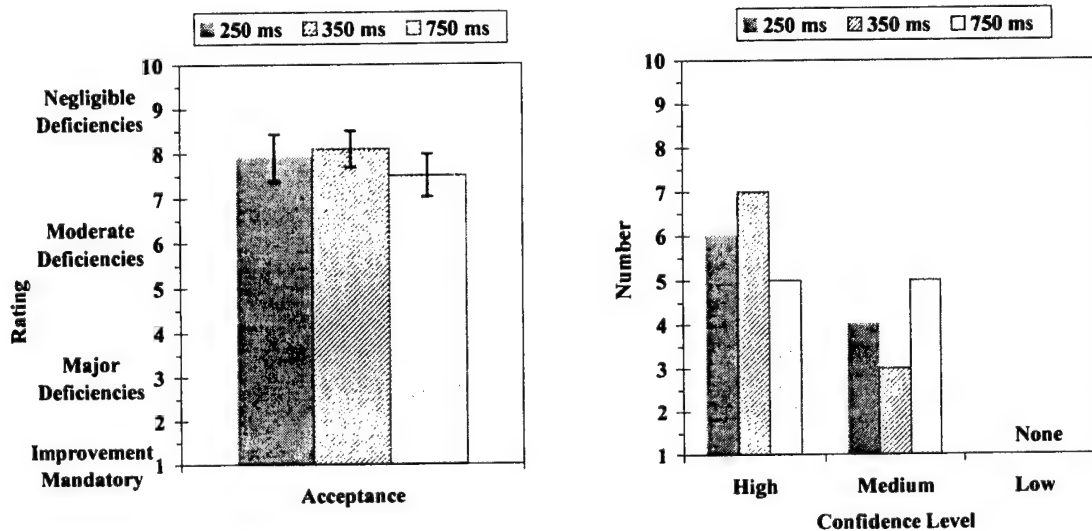 250 ms 350 ms 750 ms
10
9
8
7
6
5
4
3
2
1
Negligible
Deficiencies
Moderate
Deficiencies
Major
Deficiencies
Improvement
Mandatory
Rating
Acceptance
250 ms 350 ms 750 ms
10
9
8
7
6
5
4
3
2
1
Number
None
High Medium Low
Confidence Level